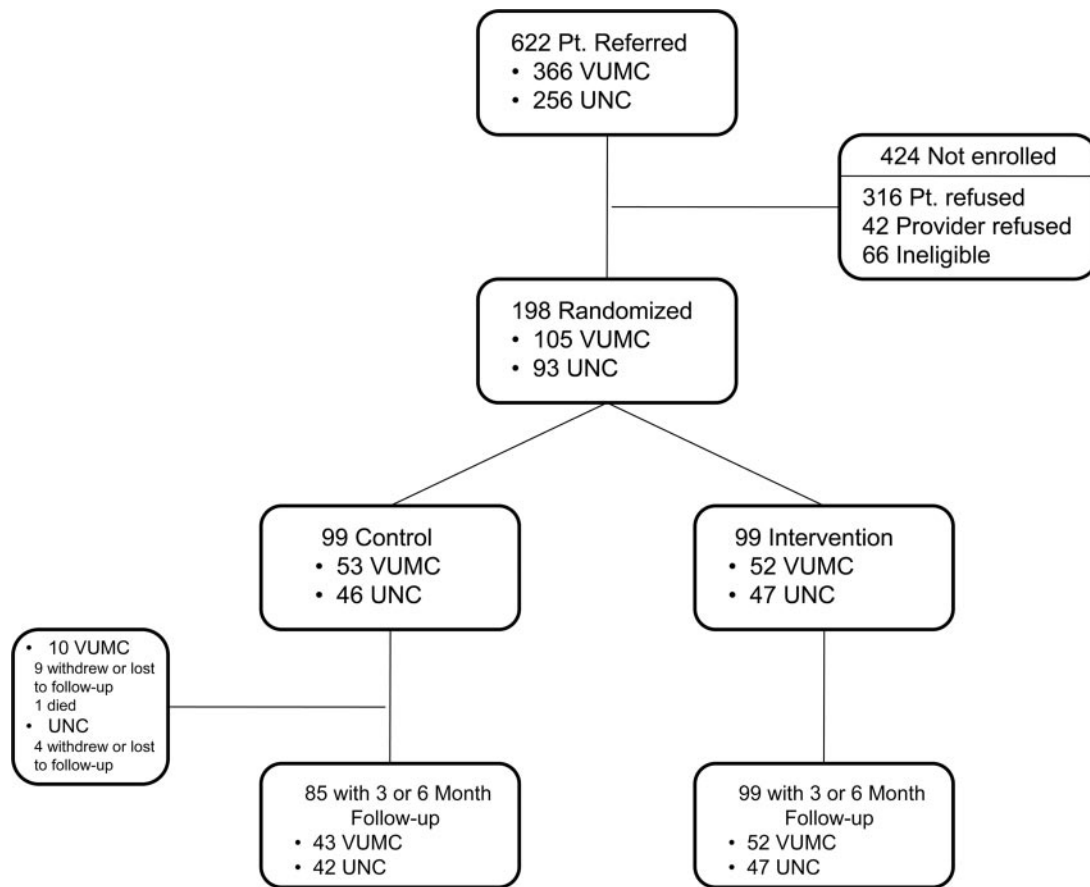 622 Pt. Referred
• 366 VUMC
• 256 UNC
424 Not enrolled
316 Pt. refused
42 Provider refused
66 Ineligible
198 Randomized
• 105 VUMC
• 93 UNC
99 Control
• 53 VUMC
• 46 UNC
99 Intervention
• 52 VUMC
• 47 UNC
• 10 VUMC
9 withdrew or lost
to follow-up
1 died
• UNC
4 withdrew or lost
to follow-up
85 with 3 or 6 Month
Follow-up
• 43 VUMC
• 42 UNC
99 with 3 or 6 Month
Follow-up
• 52 VUMC
• 47 UNC